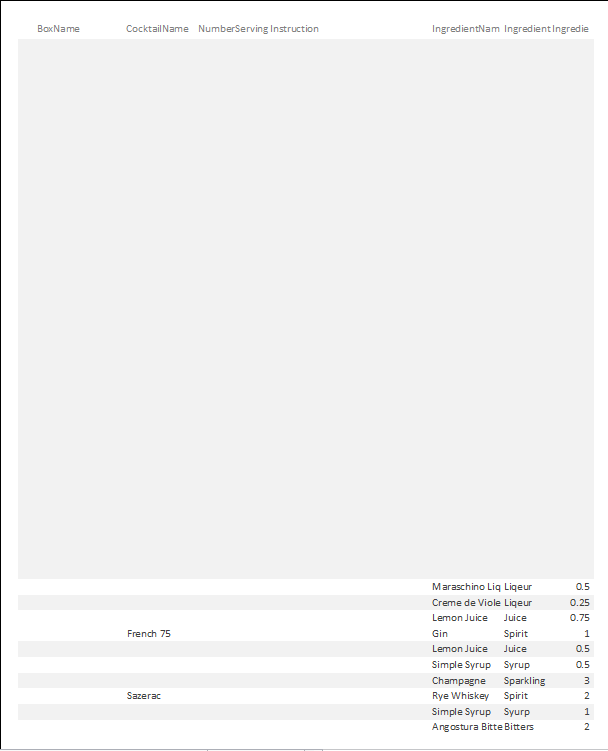 BoxName CocktailName NumberServing Instruction IngredientNam Ingredient Ingredie
Maraschino Liq Liqeur 0.5
Creme de Viole Liqeur 0.25
Lemon Juice Juice 0.75
French 75 Gin Spirit 1
Lemon Juice Juice 0.5
Simple Syrup Syrup 0.5
Champagne Sparkling 3
Sazerac Rye Whiskey Spirit 2
Simple Syrup Syurp 1
Angostura Bitte Bitters 2